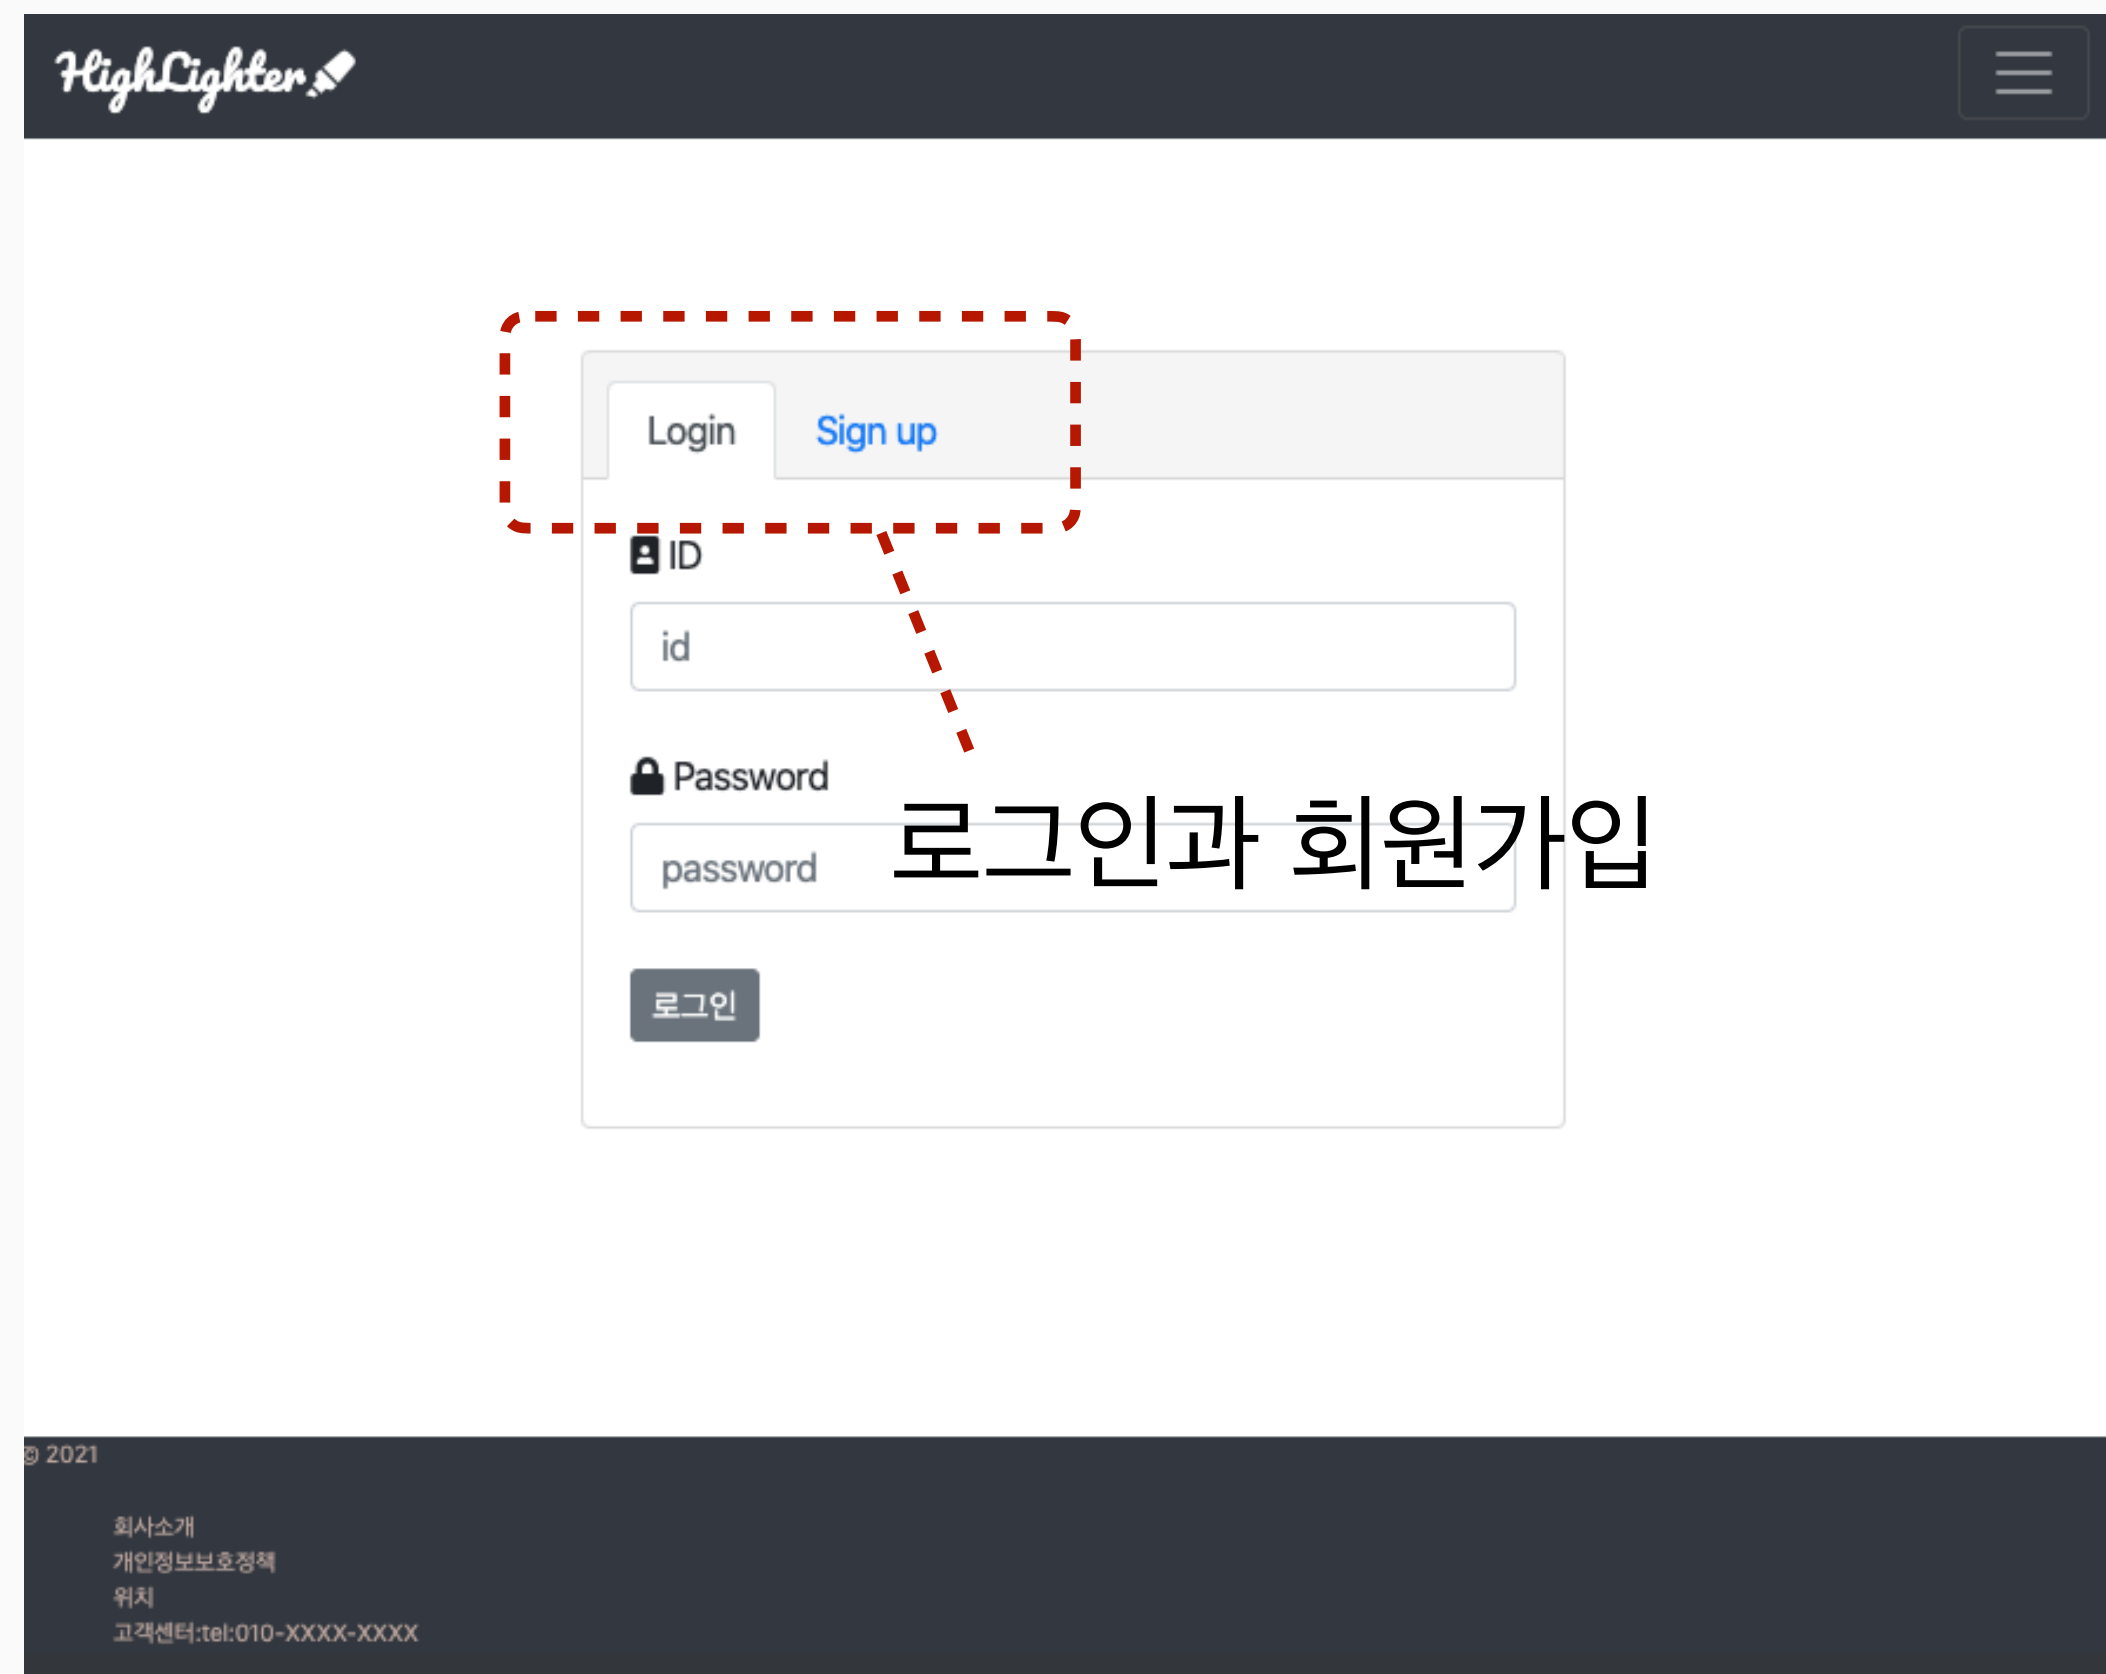 HighLighter
Login Sign up
ID
id
Password
password
로그인과 회원가입
로그인
© 2021
회사소개
개인정보보호정책
위치
고객센터:tel:010-XXXX-XXXX